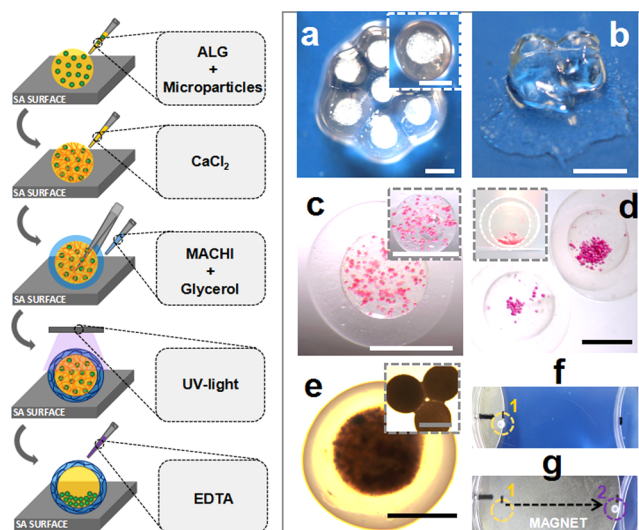 ALG
+
Microparticles
SA SURFACE
CaCl₂
SA SURFACE
MACHI
+
Glycerol
SA SURFACE
UV-light
SA SURFACE
EDTA
SA SURFACE
a
b
c
d
e
f
1
g
1
2
MAGNET